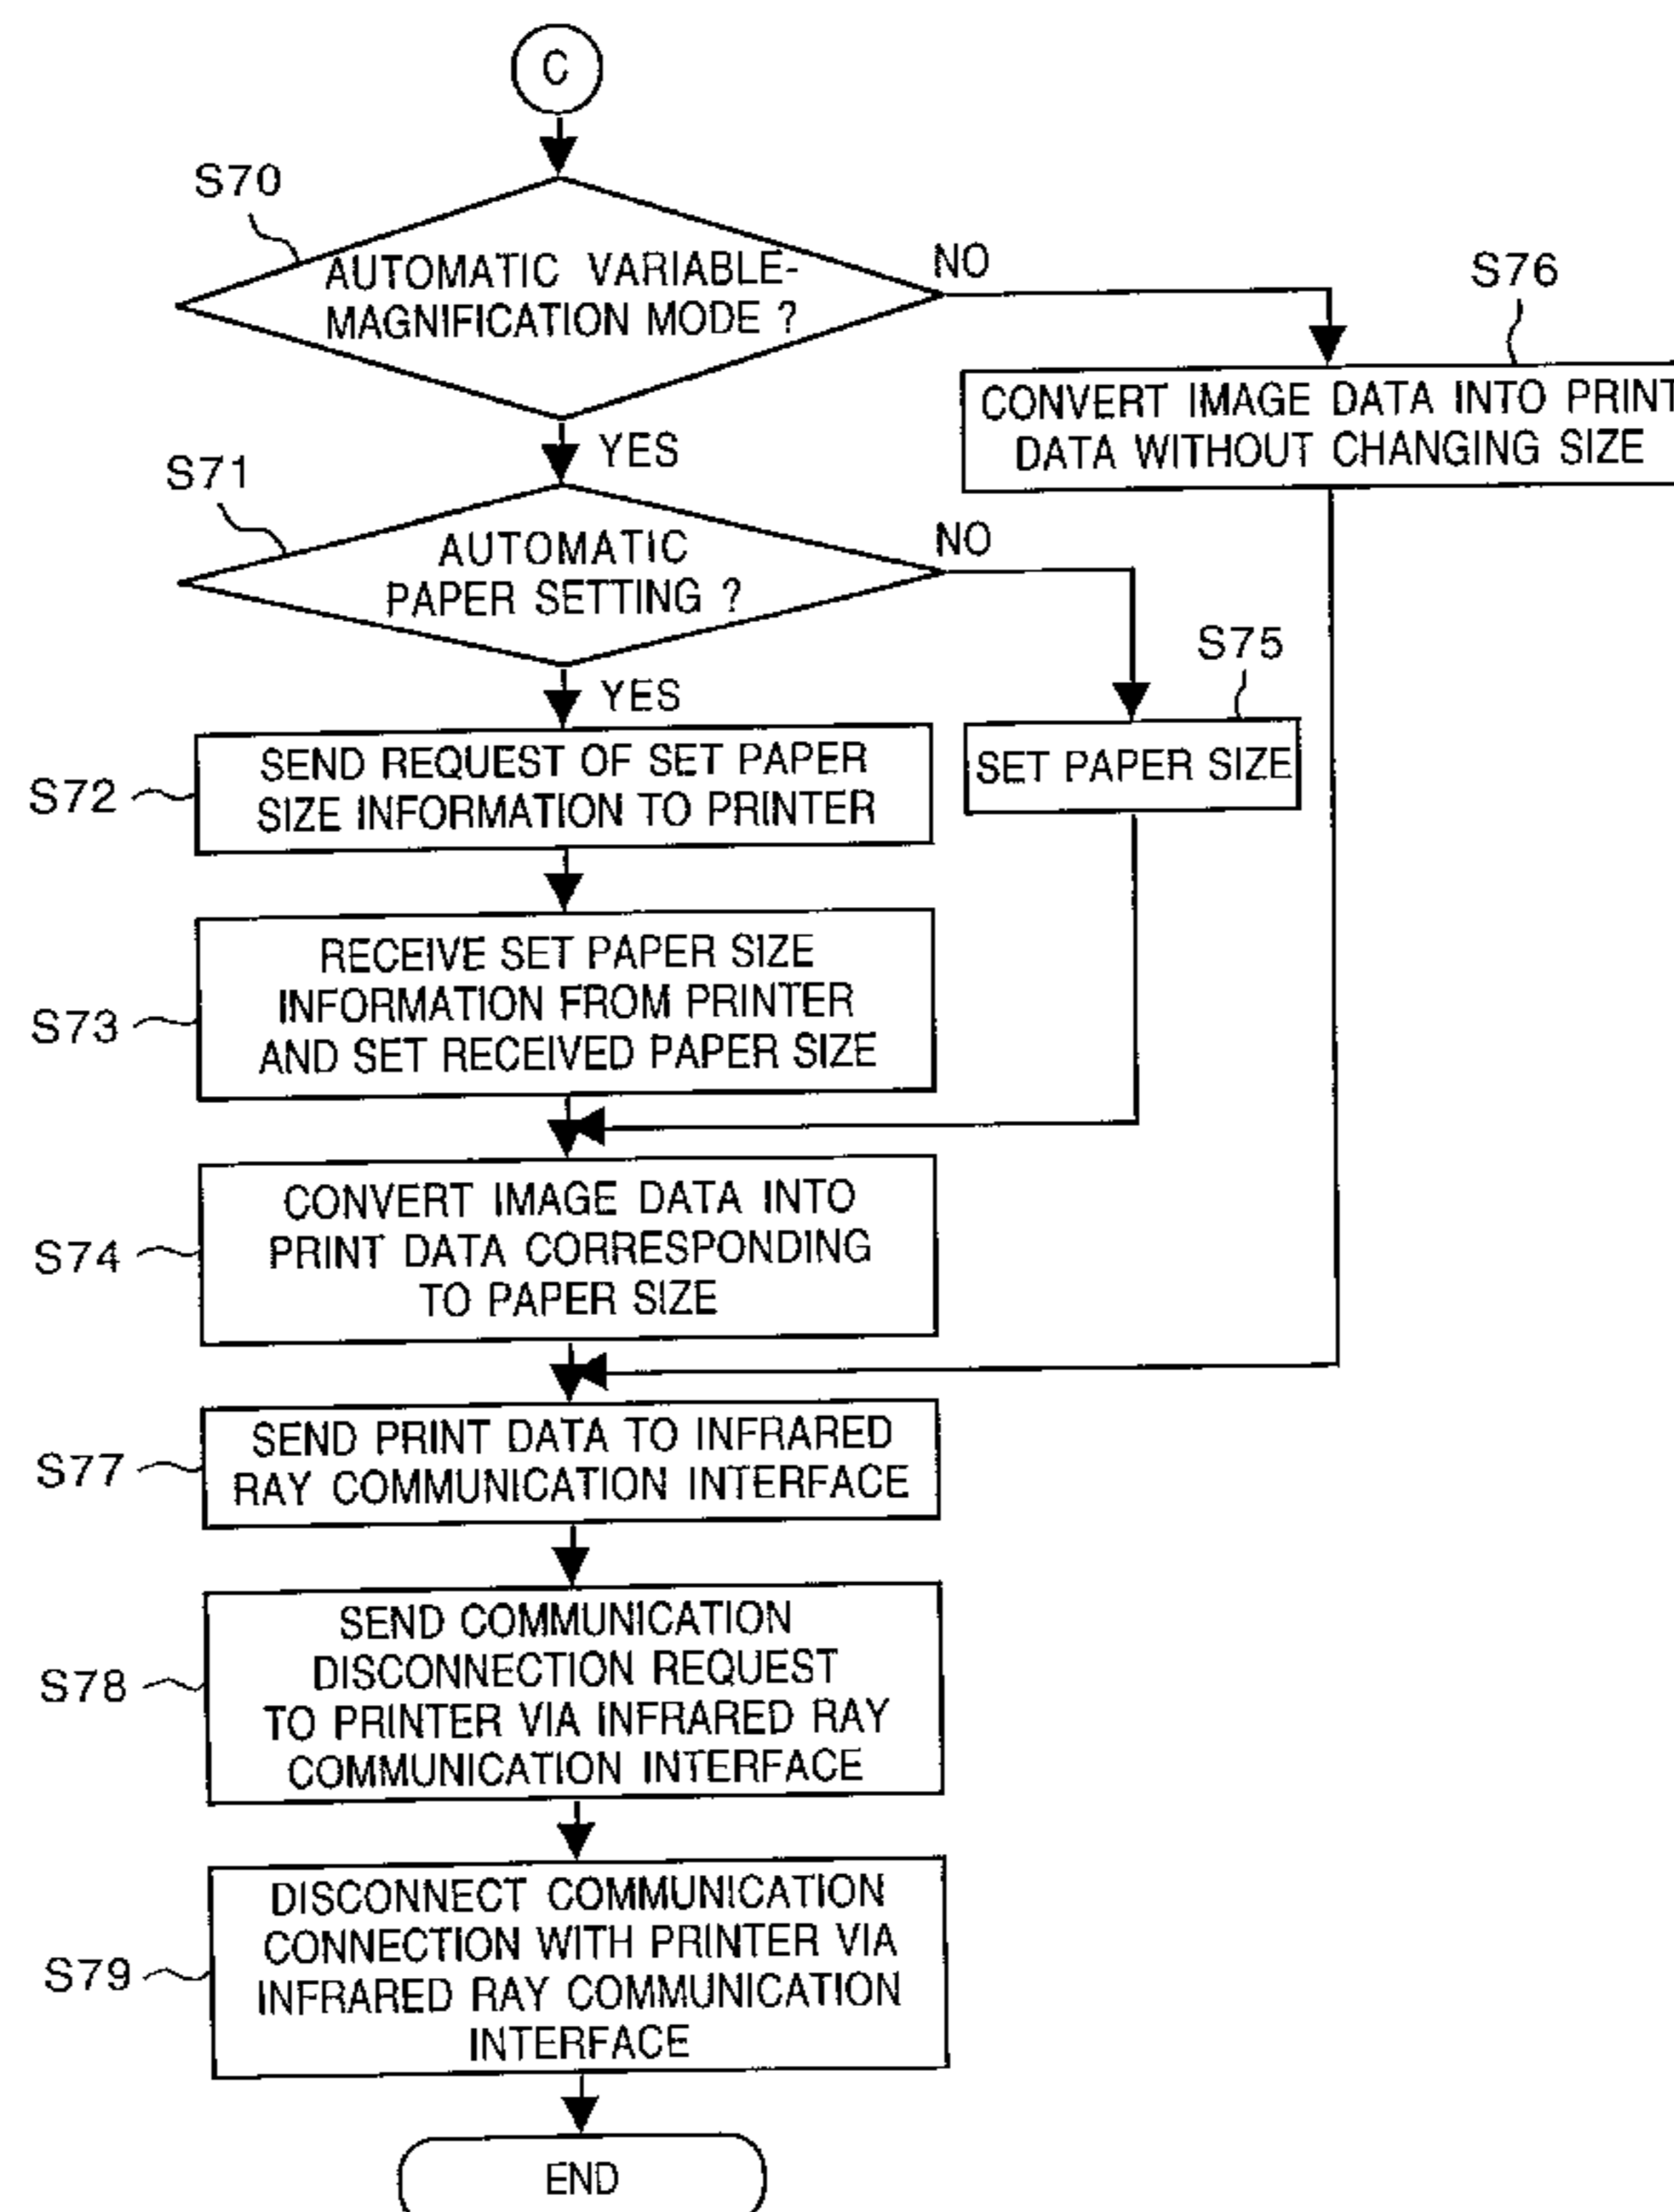 C
S70
AUTOMATIC VARIABLE-
MAGNIFICATION MODE ?
NO
YES
S76
CONVERT IMAGE DATA INTO PRINT
DATA WITHOUT CHANGING SIZE
S71
AUTOMATIC
PAPER SETTING ?
NO
YES
S75
SET PAPER SIZE
S72
SEND REQUEST OF SET PAPER
SIZE INFORMATION TO PRINTER
S73
RECEIVE SET PAPER SIZE
INFORMATION FROM PRINTER
AND SET RECEIVED PAPER SIZE
S74
CONVERT IMAGE DATA INTO
PRINT DATA CORRESPONDING
TO PAPER SIZE
S77
SEND PRINT DATA TO INFRARED
RAY COMMUNICATION INTERFACE
S78
SEND COMMUNICATION
DISCONNECTION REQUEST
TO PRINTER VIA INFRARED RAY
COMMUNICATION INTERFACE
S79
DISCONNECT COMMUNICATION
CONNECTION WITH PRINTER VIA
INFRARED RAY COMMUNICATION
INTERFACE
END